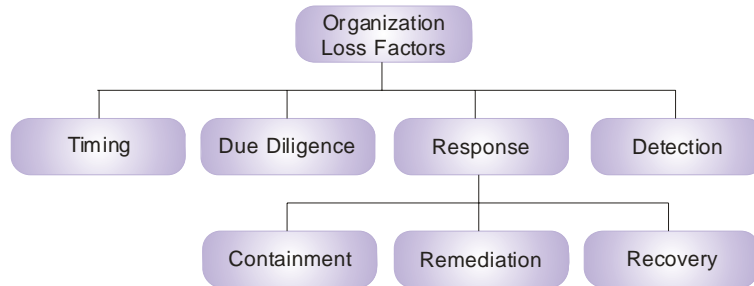 Organization
Loss Factors
Timing
Due Diligence
Response
Detection
Containment
Remediation
Recovery